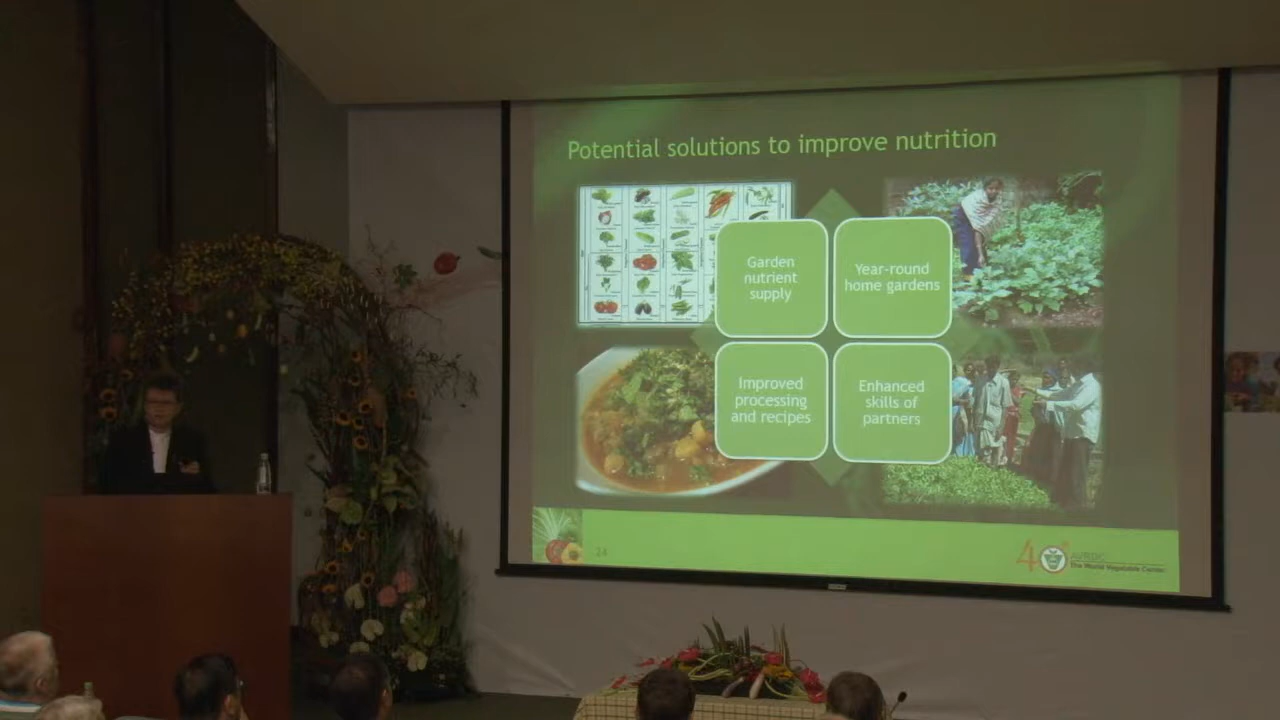 Potential solutions to improve nutrition
Garden
nutrient
supply
Year-round
home gardens
Improved
processing
and recipes
Enhanced
skills of
partners
24
40
AVRDC
The World Vegetable Center